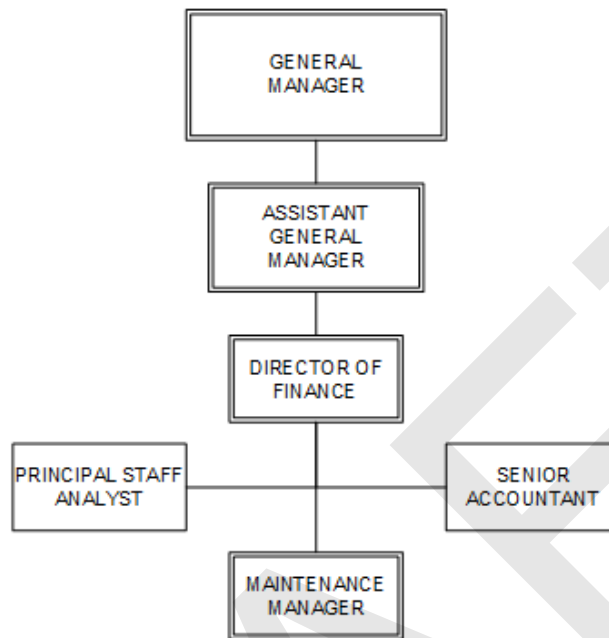 GENERAL
MANAGER
ASSISTANT
GENERAL
MANAGER
DIRECTOR OF
FINANCE
PRINCIPAL STAFF
ANALYST
SENIOR
ACCOUNTANT
MAINTENANCE
MANAGER